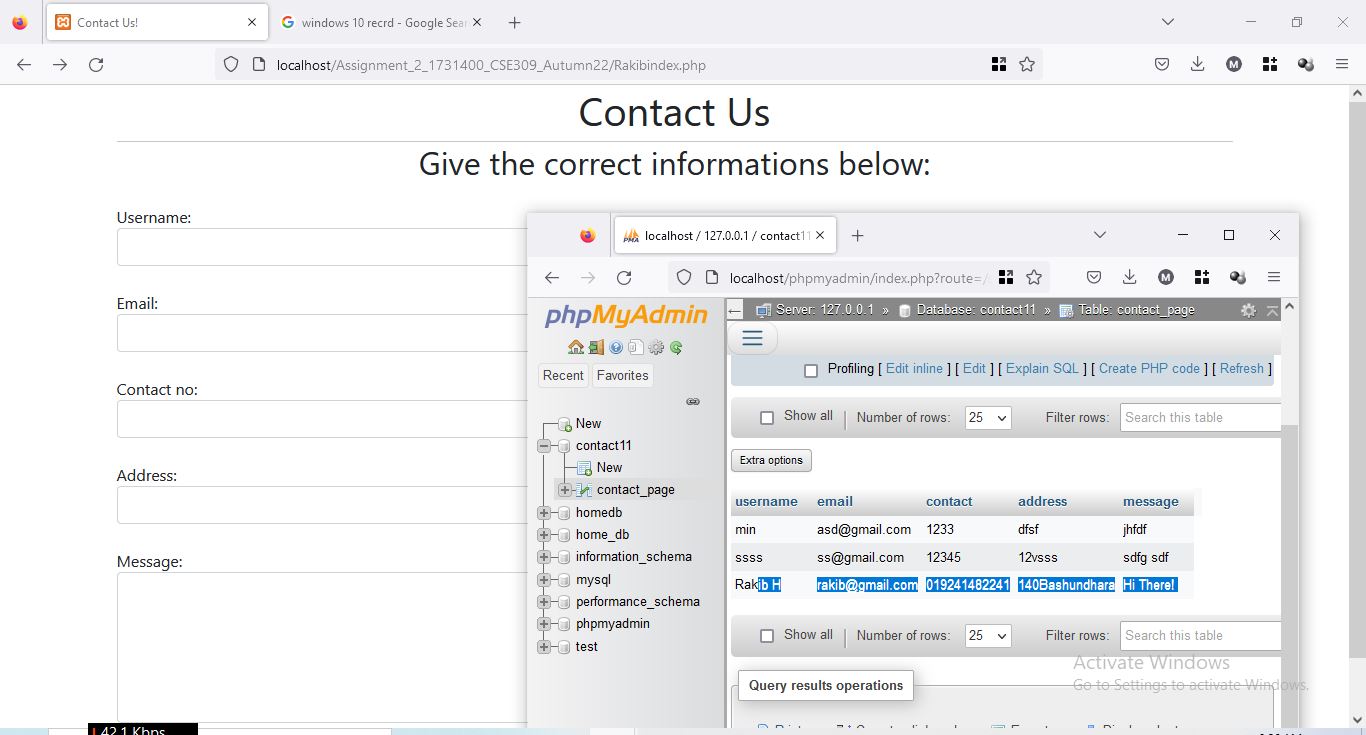 Contact Us!
windows 10 recrd - Google Sear
localhost/Assignment_2_1731400_CSE309_Autumn22/Rakibindex.php
M
Contact Us
Give the correct informations below:
Username:
Email:
Contact no:
Address:
Message:
PMA localhost / 127.0.0.1 / contact11
localhost/phpmyadmin/index.php?route=/
M
phpMyAdmin
Recent Favorites
New
contact11
New
contact_page
homedb
home_db
information_schema
mysql
performance_schema
phpmyadmin
test
Server: 127.0.0.1 » Database: contact11 » Table: contact_page
Profiling [ Edit inline ] [ Edit ] [ Explain SQL ] [ Create PHP code ] [ Refresh ]
Show all | Number of rows: 25 Filter rows: Search this table
Extra options
username email contact address message
min asd@gmail.com 1233 dfsf jhfdf
ssss ss@gmail.com 12345 12vsss sdfg sdf
Rakib H rakib@gmail.com 019241482241 140Bashundhara Hi There!
Show all | Number of rows: 25 Filter rows: Search this table
Activate Windows
Go to Settings to activate Windows.
Query results operations
42.1 Kbps